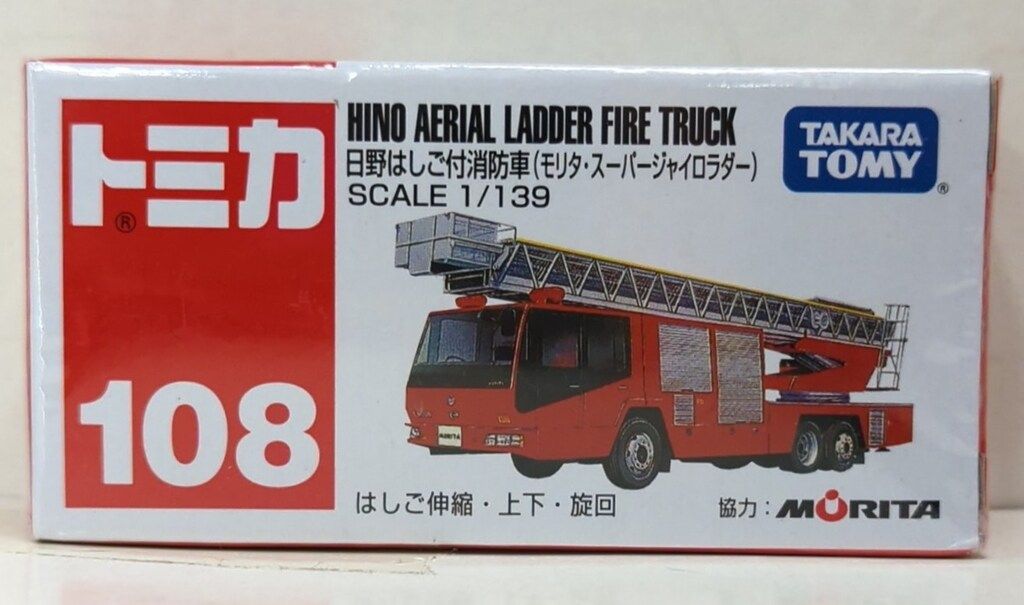 トミカ
®
108
HINO AERIAL LADDER FIRE TRUCK
日野はしご付消防車(モリタ・スーパージャイロラダー)
SCALE 1/139
TAKARA
TOMY
®
MORITA
はしご伸縮・上下・旋回
協力：MORITA